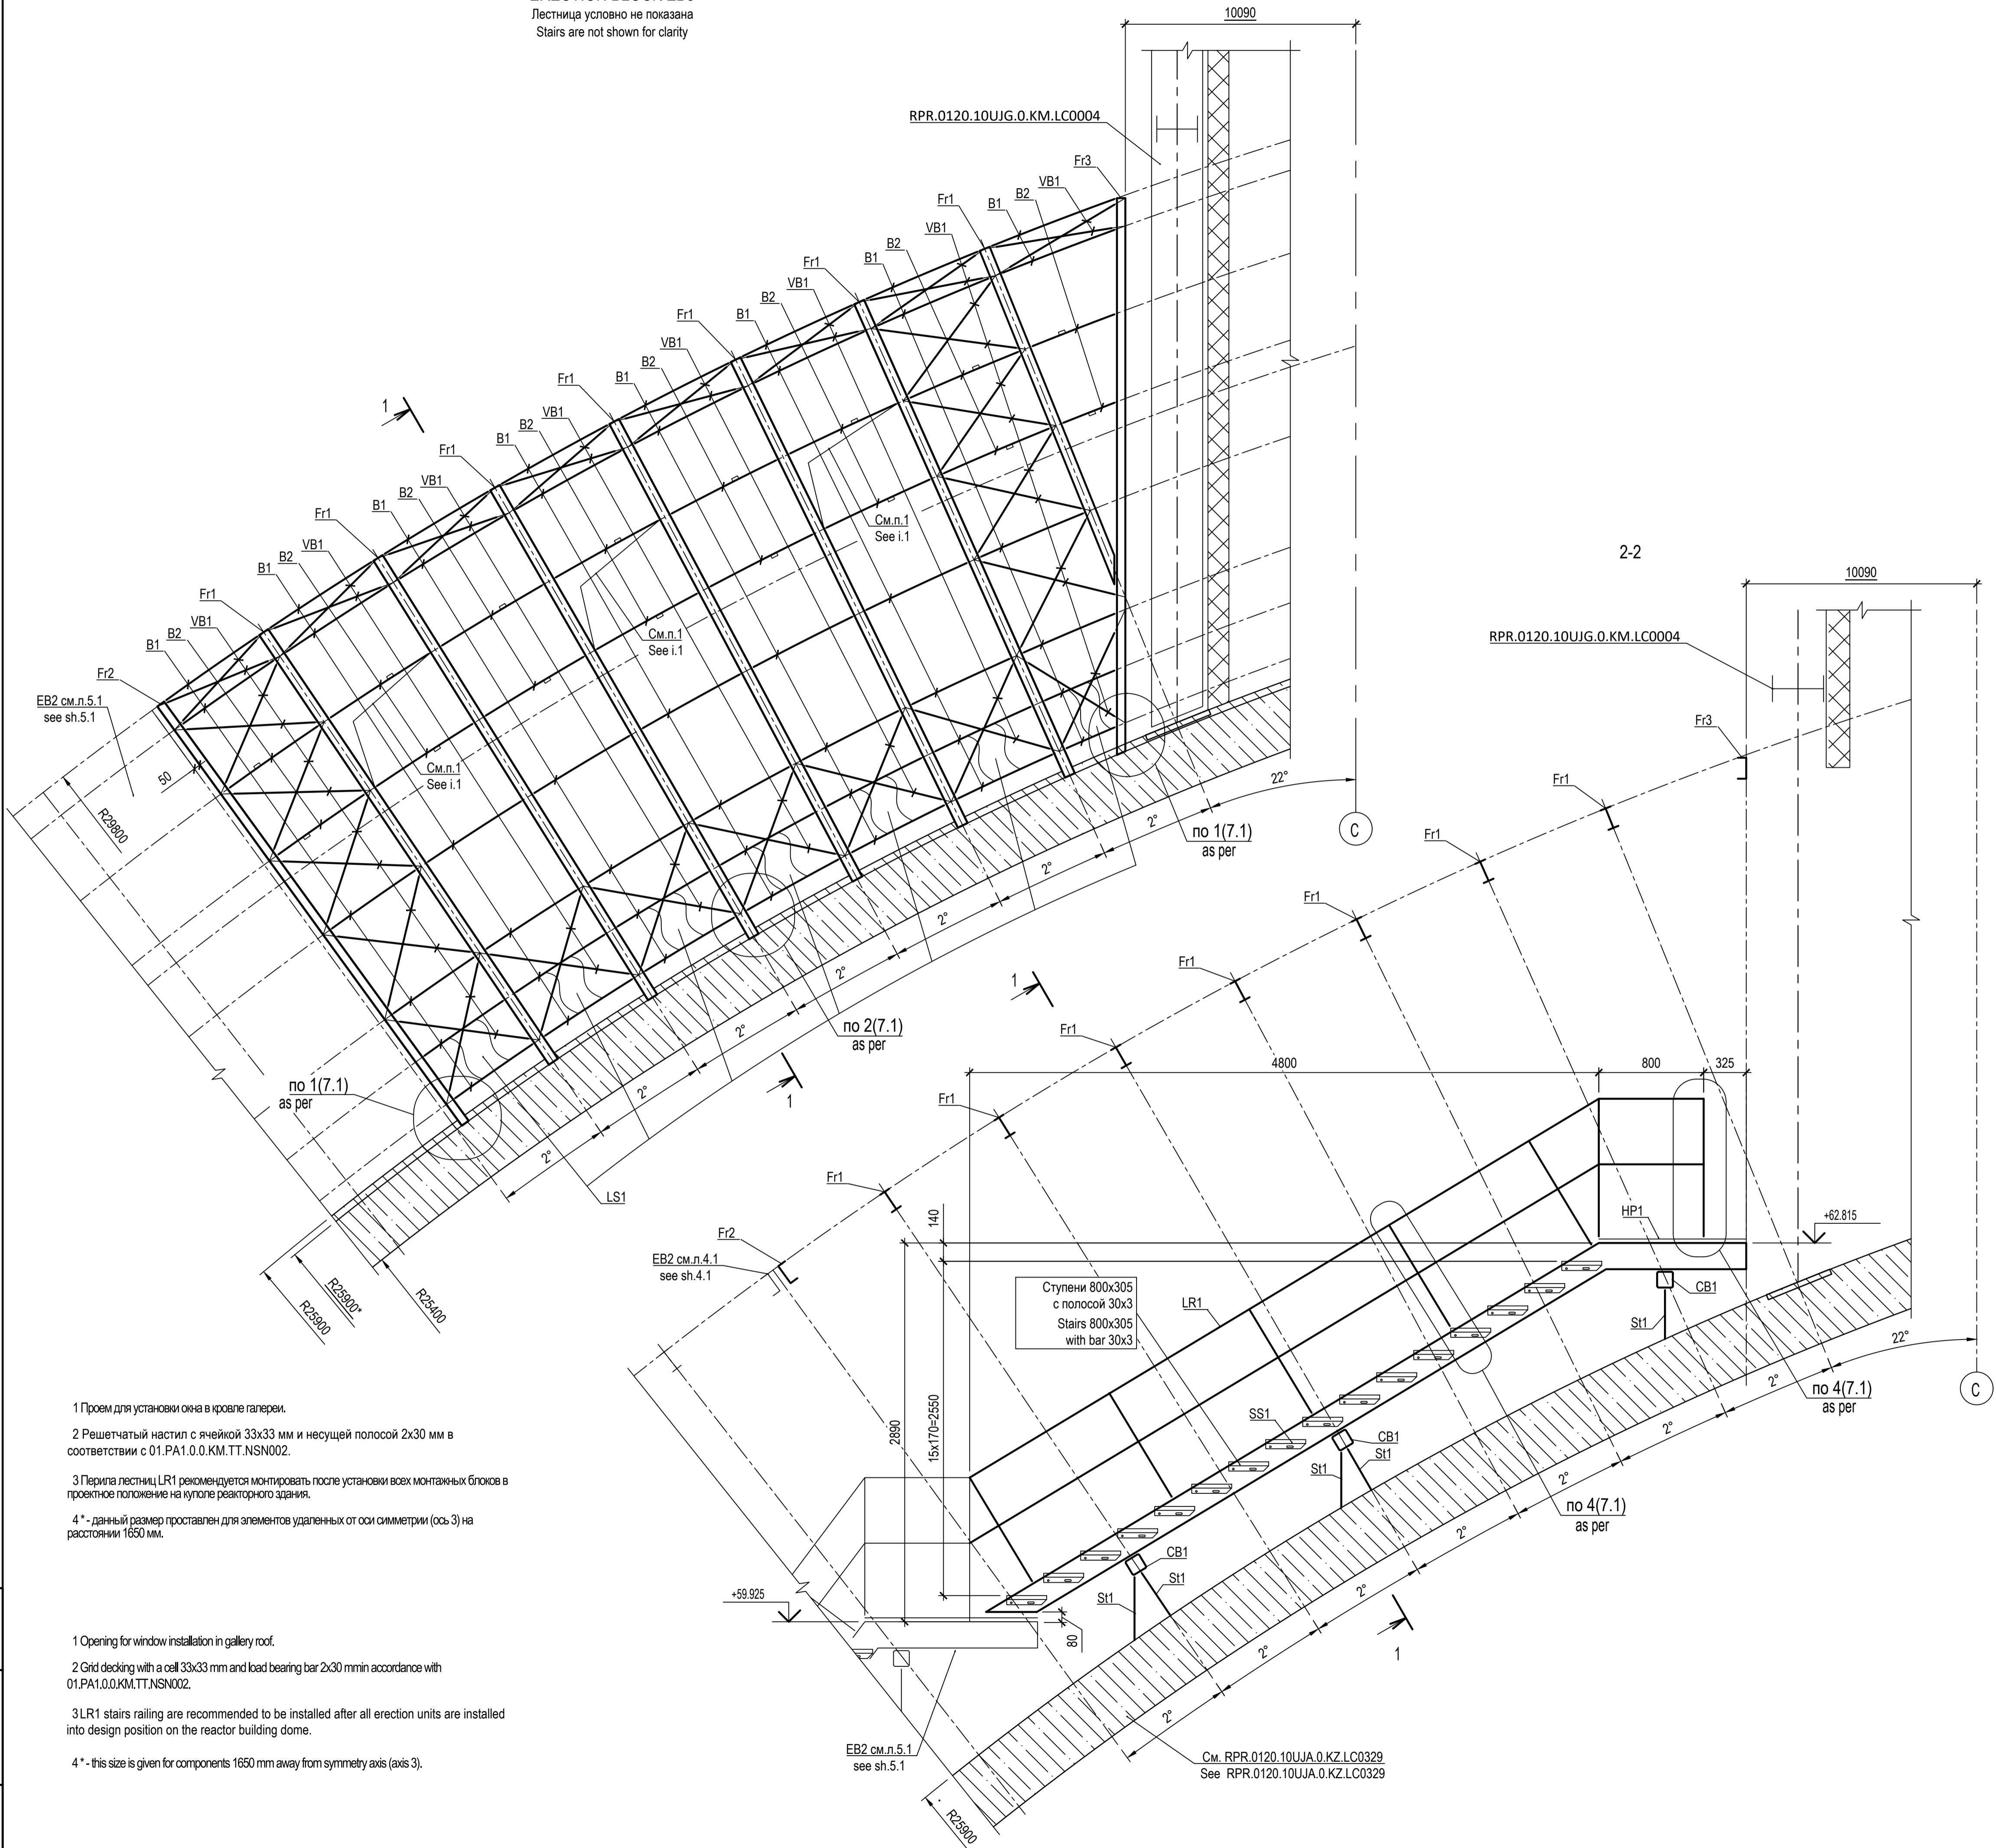 Лестница условно не показана
Stairs are not shown for clarity
10090
RPR.0120.10UJG.0.KM.LC0004
Fr3
VB1
B2
B1
Fr1
VB1
B2
B1
Fr1
VB1
B2
B1
Fr1
VB1
B2
B1
Fr1
VB1
B2
B1
Fr1
VB1
B2
B1
Fr1
VB1
B2
B1
Fr1
VB1
B2
B1
Fr2
1
EB2 см.л.5.1
see sh.5.1
50
R29800
См.п.1
See i.1
См.п.1
See i.1
См.п.1
See i.1
22°
C
по 1(7.1)
as per
2°
2°
2°
2°
2°
2°
2°
по 2(7.1)
as per
1
по 1(7.1)
as per
LS1
R25900
R25900*
R25400
2-2
10090
RPR.0120.10UJG.0.KM.LC0004
Fr3
Fr1
Fr1
Fr1
Fr1
Fr1
Fr1
Fr1
Fr2
1
4800
800
325
EB2 см.л.4.1
see sh.4.1
140
2890
15x170=2550
Ступени 800x305
с полосой 30x3
Stairs 800x305
with bar 30x3
LR1
HP1
+62.815
CB1
St1
22°
C
по 4(7.1)
as per
SS1
CB1
St1
St1
по 4(7.1)
as per
CB1
St1
St1
+59.925
80
2°
2°
2°
2°
2°
2°
2°
1
EB2 см.л.5.1
see sh.5.1
См. RPR.0120.10UJA.0.KZ.LC0329
See RPR.0120.10UJA.0.KZ.LC0329
R25900
1 Проем для установки окна в кровле галереи.
2 Решетчатый настил с ячейкой 33x33 мм и несущей полосой 2x30 мм в
соответствии с 01.PA1.0.0.KM.TT.NSN002.
3 Перила лестниц LR1 рекомендуется монтировать после установки всех монтажных блоков в
проектное положение на куполе реакторного здания.
4 * - данный размер проставлен для элементов удаленных от оси симметрии (ось 3) на
расстоянии 1650 мм.
1 Opening for window installation in gallery roof.
2 Grid decking with a cell 33x33 mm and load bearing bar 2x30 mmin accordance with
01.PA1.0.0.KM.TT.NSN002.
3 LR1 stairs railing are recommended to be installed after all erection units are installed
into design position on the reactor building dome.
4 * - this size is given for components 1650 mm away from symmetry axis (axis 3).